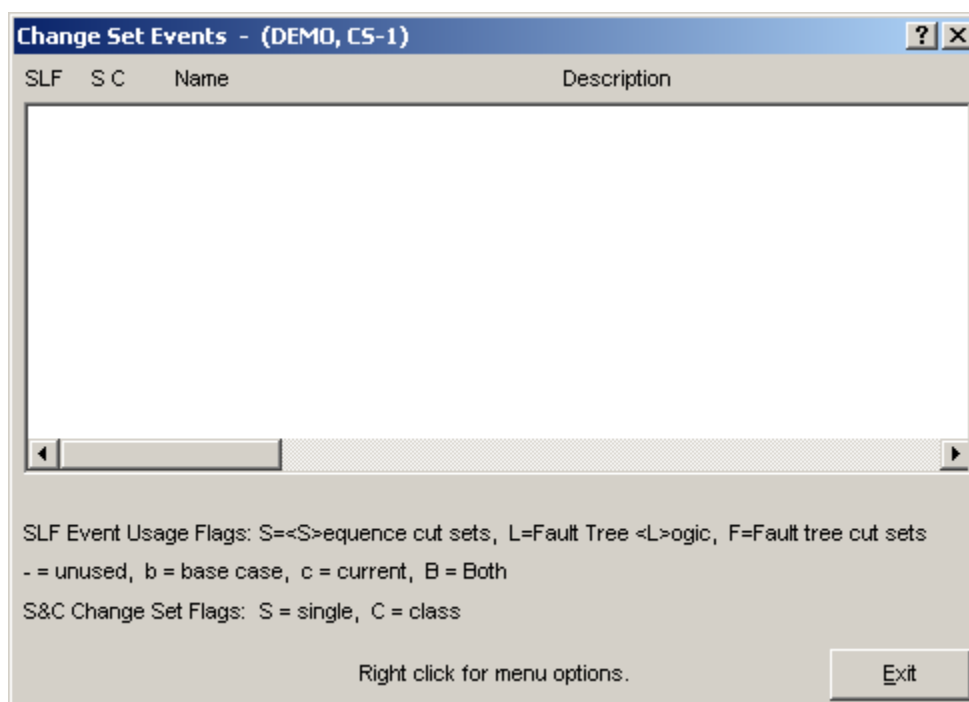 Change Set Events - (DEMO, CS-1)
SLF S C Name Description
SLF Event Usage Flags: S=<S>equence cut sets, L=Fault Tree <L>ogic, F=Fault tree cut sets
- = unused, b = base case, c = current, B = Both
S&C Change Set Flags: S = single, C = class
Right click for menu options. Exit